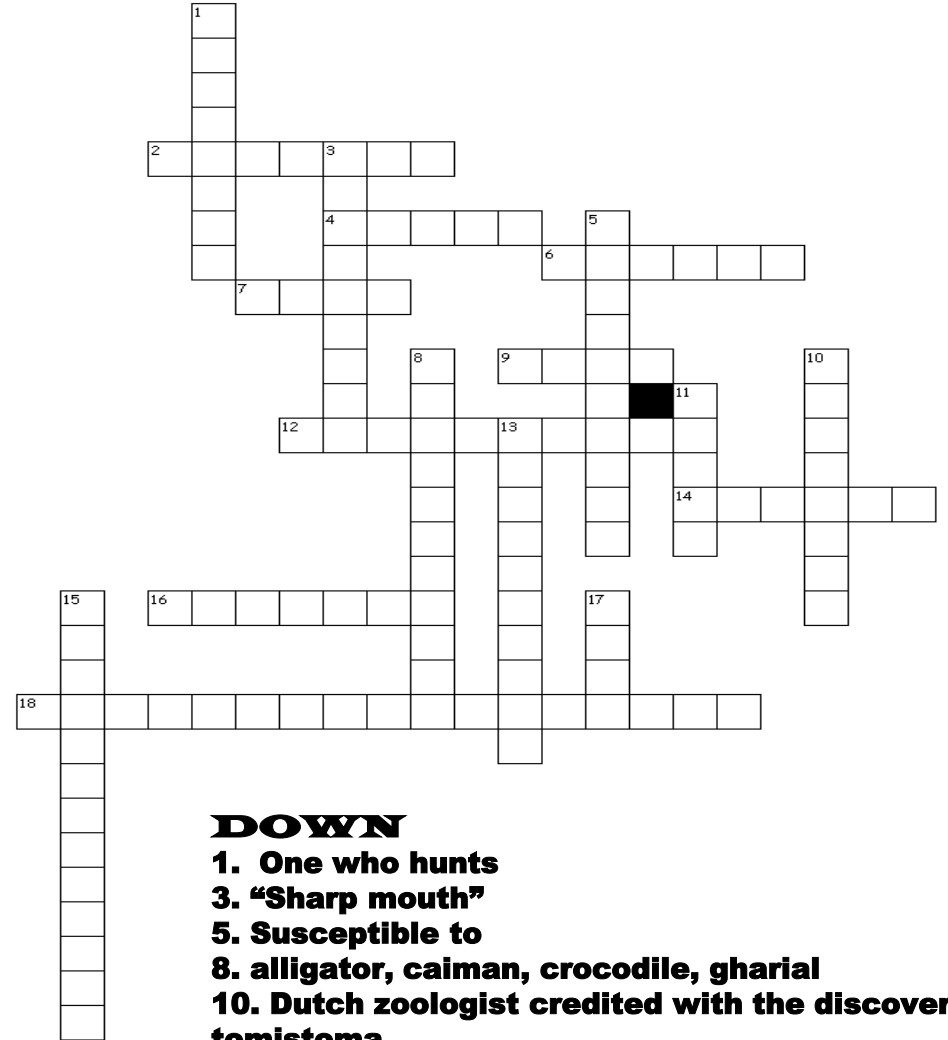 1
2 3
4 5
6
7
8 9 10
11
12 13
14
15 16 17
18
DOWN
1. One who hunts
3. “Sharp mouth”
5. Susceptible to
8. alligator, caiman, crocodile, gharial
10. Dutch zoologist credited with the discover
tomistoma